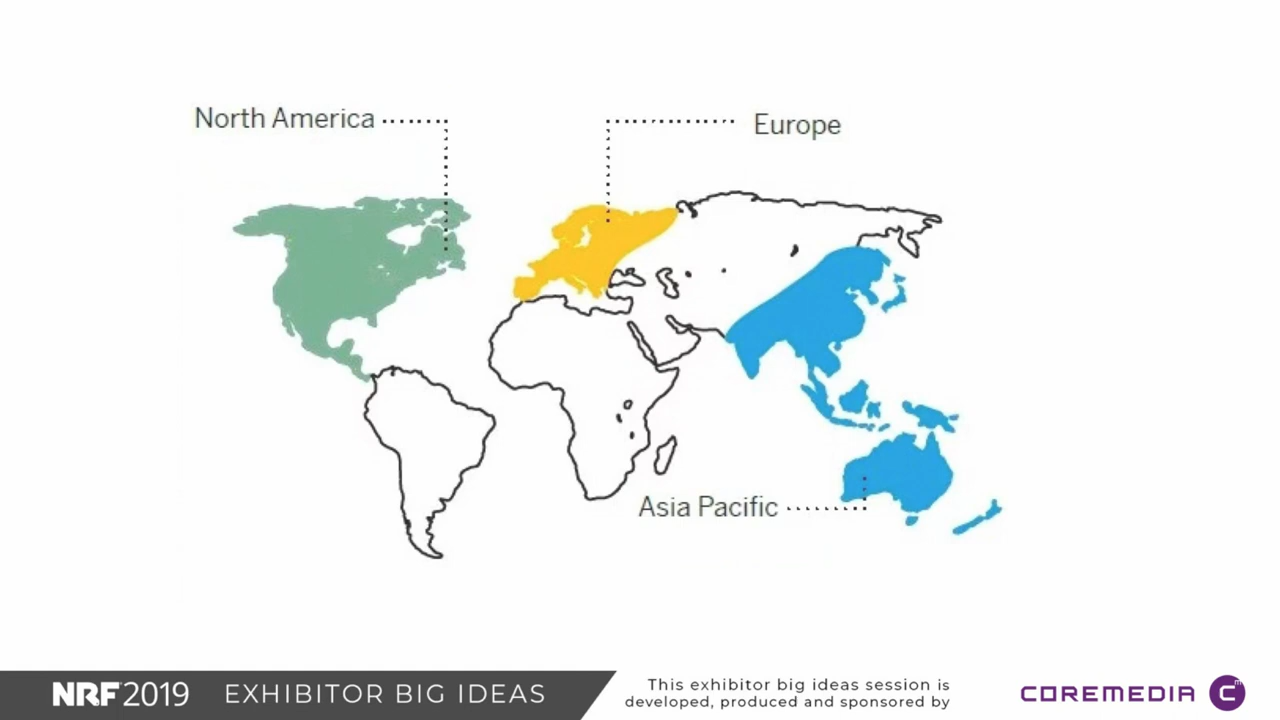 North America
Europe
Asia Pacific
NRF 2019 EXHIBITOR BIG IDEAS
This exhibitor big ideas session is
developed, produced and sponsored by
COREMEDIA Cm